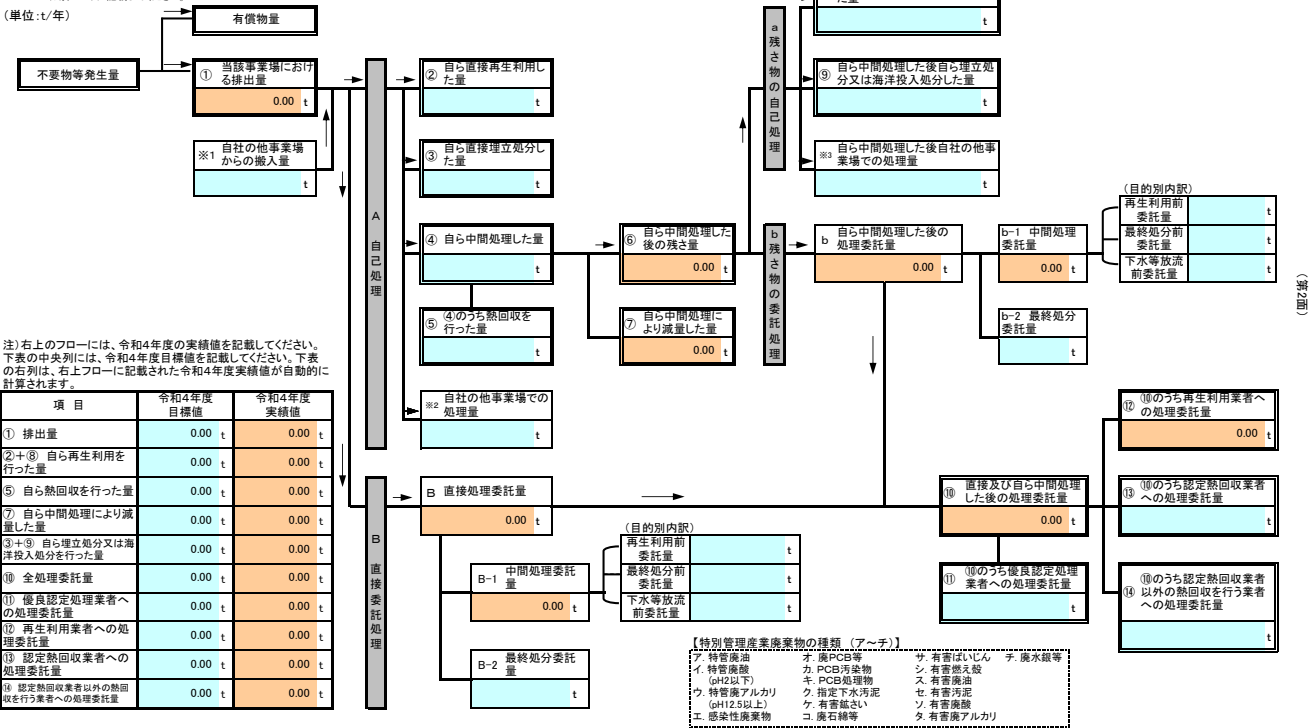 (単位:t/年)
有償物量
不要物等発生量
① 当該事業場におけ
る排出量
0.00 t
※1 自社の他事業場
からの搬入量
t
A
自己処理
② 自ら直接再生利用し
た量
t
③ 自ら直接埋立処分し
た量
t
④ 自ら中間処理した量
t
⑤ ④のうち熱回収を
行った量
t
※2 自社の他事業場での
処理量
t
⑥ 自ら中間処理した
後の残さ量
0.00 t
⑦ 自ら中間処理に
より減量した量
0.00 t
a
残さ物の自己処理
t
⑨ 自ら中間処理した後自ら埋立処
分又は海洋投入処分した量
t
※3 自ら中間処理した後自社の他事
業場での処理量
t
b
残さ物の委託処理
b 自ら中間処理した後の
処理委託量
0.00 t
b-1 中間処理
委託量
0.00 t
(目的別内訳)
再生利用前
委託量
t
最終処分前
委託量
t
下水等放流
前委託量
t
b-2 最終処分
委託量
t
(第2面)
注)右上のフローには、令和4年度の実績値を記載してください。
下表の中央列には、令和4年度目標値を記載してください。下表
の右列は、右上フローに記載された令和4年度実績値が自動的に
計算されます。
項 目
令和4年度
目標値
令和4年度
実績値
① 排出量 0.00 t 0.00 t
②+⑧ 自ら再生利用を
行った量 0.00 t 0.00 t
⑤ 自ら熱回収を行った量 0.00 t 0.00 t
⑦ 自ら中間処理により減
量した量 0.00 t 0.00 t
③+⑨ 自ら埋立処分又は海
洋投入処分を行った量 0.00 t 0.00 t
⑩ 全処理委託量 0.00 t 0.00 t
⑪ 優良認定処理業者へ
の処理委託量 0.00 t 0.00 t
⑫ 再生利用業者への処
理委託量 0.00 t 0.00 t
⑬ 認定熱回収業者への
処理委託量 0.00 t 0.00 t
⑭ 認定熱回収業者以外の熱回
収を行う業者への処理委託量 0.00 t 0.00 t
B
直接委託処理
B 直接処理委託量
0.00 t
B-1 中間処理委託
量
0.00 t
(目的別内訳)
再生利用前
委託量
t
最終処分前
委託量
t
下水等放流
前委託量
t
B-2 最終処分委託
量
t
⑩ 直接及び自ら中間処理
した後の処理委託量
0.00 t
⑪ ⑩のうち優良認定処理
業者への処理委託量
t
⑫ ⑩のうち再生利用業者へ
の処理委託量
0.00 t
⑬ ⑩のうち認定熱回収業者
への処理委託量
t
⑭ ⑩のうち認定熱回収業者
以外の熱回収を行う業者
への処理委託量
t
【特別管理産業廃棄物の種類 (ア~チ)】
ア. 特管廃油 オ. 廃PCB等 サ. 有害ばいじん チ. 廃水銀等
イ. 特管廃酸 カ. PCB汚染物 シ. 有害燃え殻
(pH2以下) キ. PCB処理物 ス. 有害廃油
ウ. 特管廃アルカリ ク. 指定下水汚泥 セ. 有害汚泥
(pH12.5以上) ケ. 有害鉱さい ソ. 有害廃酸
エ. 感染性廃棄物 コ. 廃石綿等 タ. 有害廃アルカリ